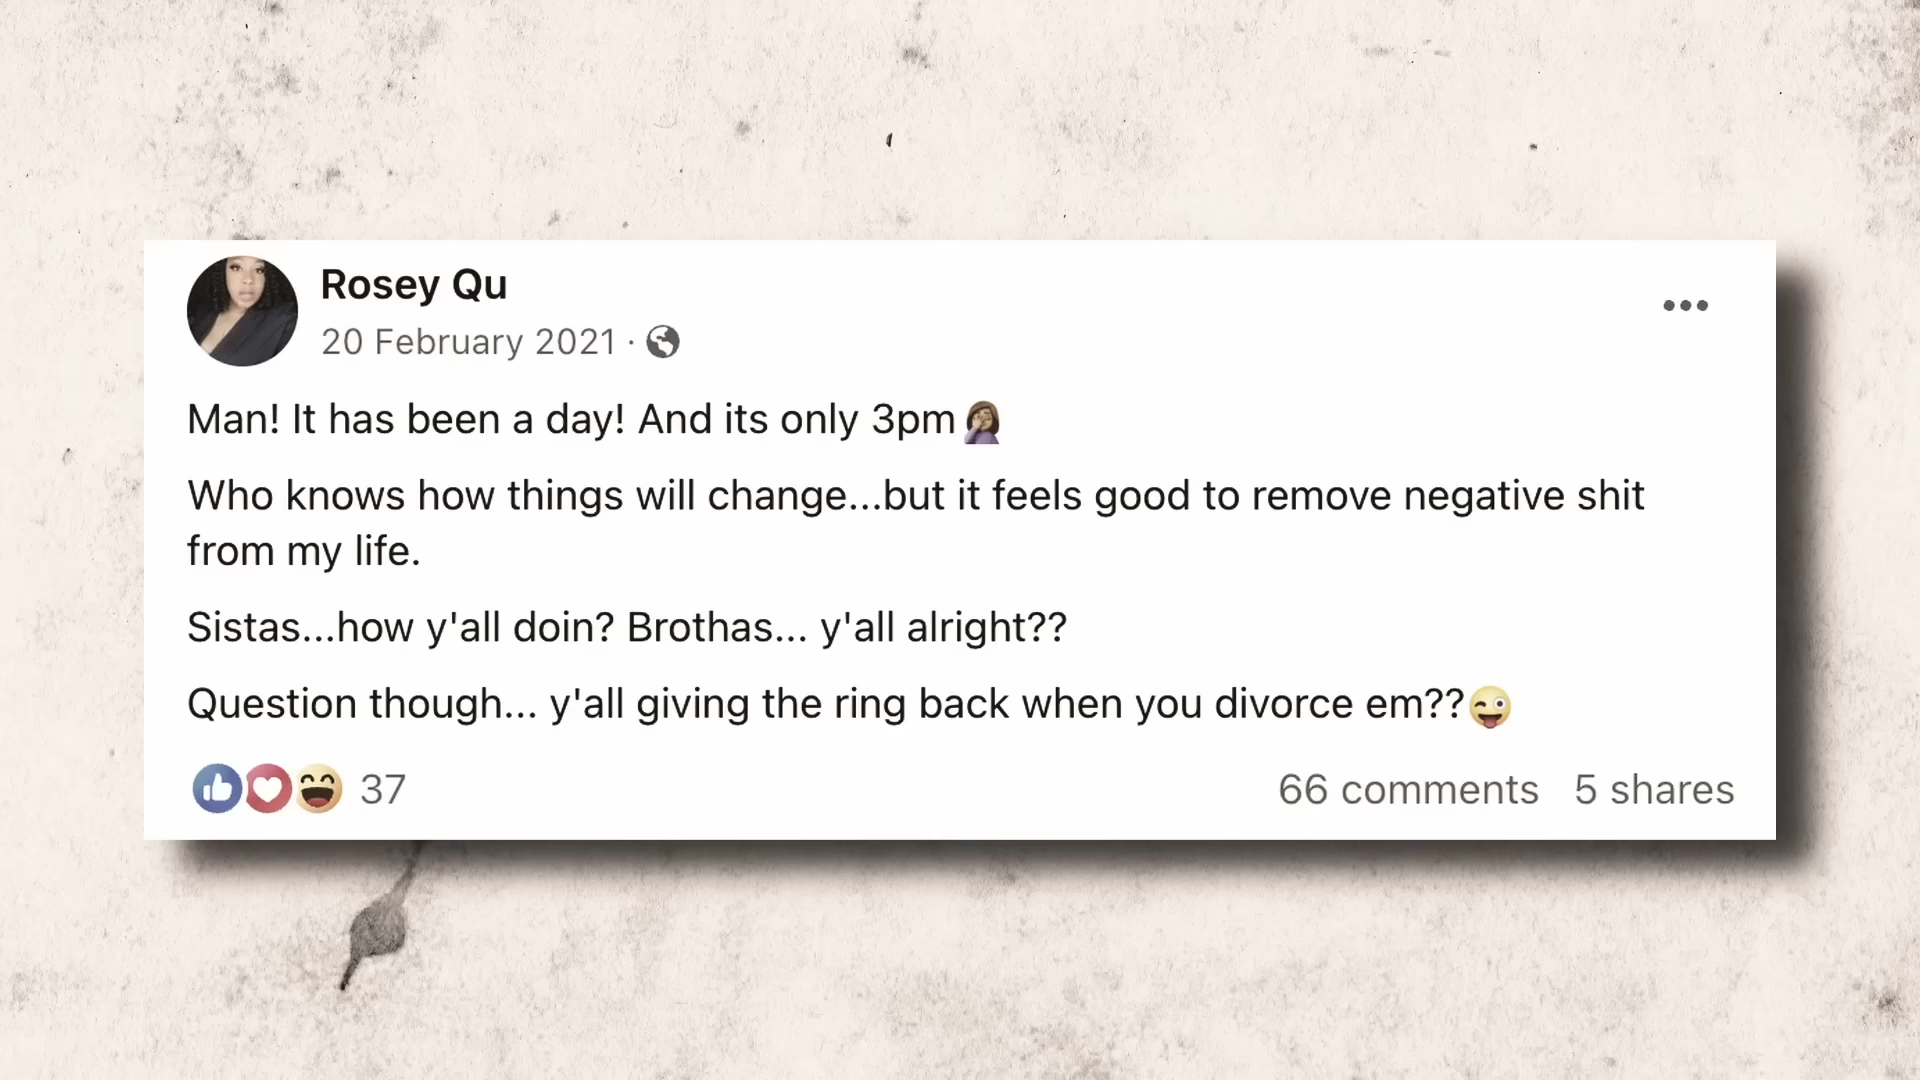 Rosey Qu
20 February 2021 ·
Man! It has been a day! And its only 3pm🤦🏽‍♀️
Who knows how things will change...but it feels good to remove negative shit
from my life.
Sistas...how y'all doin? Brothas... y'all alright??
Question though... y'all giving the ring back when you divorce em??😜
37
66 comments 5 shares